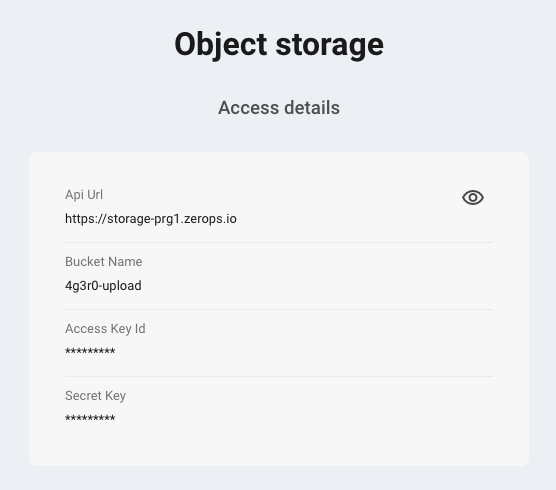 Object storage
Access details
Api Url
https://storage-prg1.zerops.io
Bucket Name
4g3r0-upload
Access Key Id
*********
Secret Key
*********